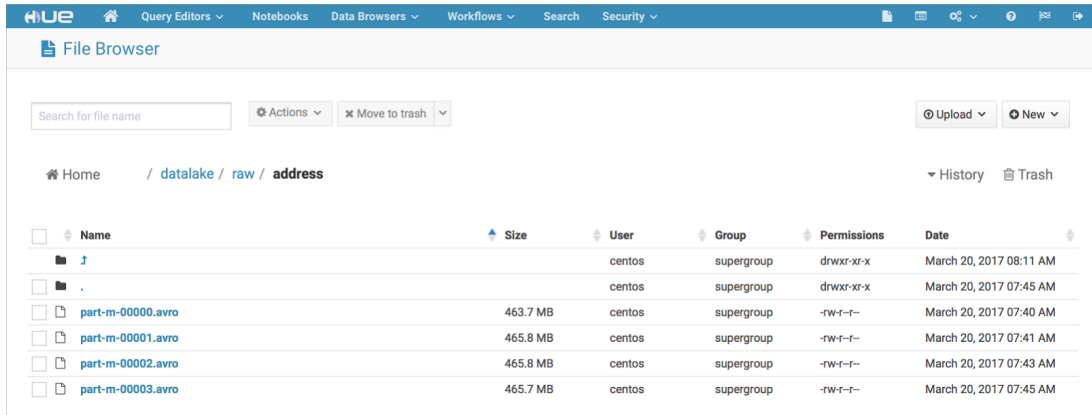 HUE Query Editors Notebooks Data Browsers Workflows Search Security
File Browser
Search for file name Actions Move to trash Upload New
Home / datalake / raw / address History Trash
Name Size User Group Permissions Date
centos supergroup drwxr-xr-x March 20, 2017 08:11 AM
. centos supergroup drwxr-xr-x March 20, 2017 07:45 AM
part-m-00000.avro 463.7 MB centos supergroup -rw-r--r-- March 20, 2017 07:40 AM
part-m-00001.avro 465.8 MB centos supergroup -rw-r--r-- March 20, 2017 07:41 AM
part-m-00002.avro 465.8 MB centos supergroup -rw-r--r-- March 20, 2017 07:43 AM
part-m-00003.avro 465.7 MB centos supergroup -rw-r--r-- March 20, 2017 07:45 AM